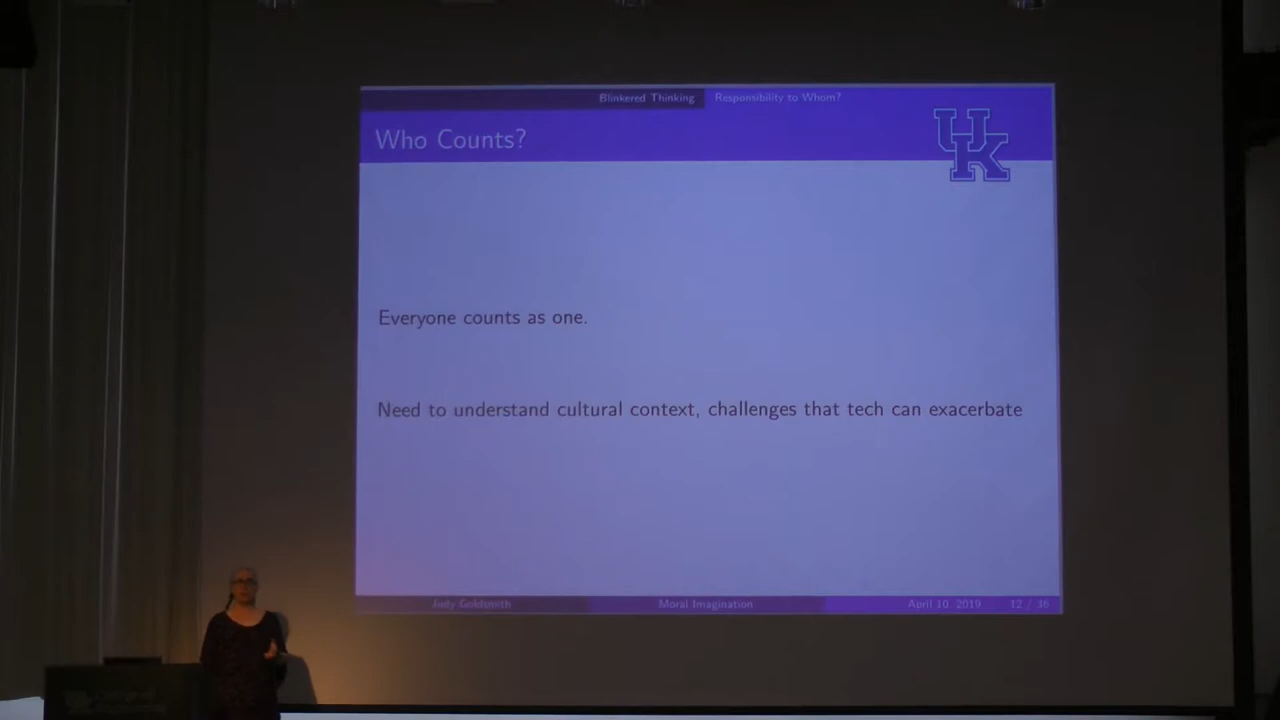 Blinkered Thinking Responsibility to Whom?
Who Counts?
UK
Everyone counts as one.
Need to understand cultural context, challenges that tech can exacerbate
Judy Goldsmith Moral Imagination April 10, 2019 12 / 36